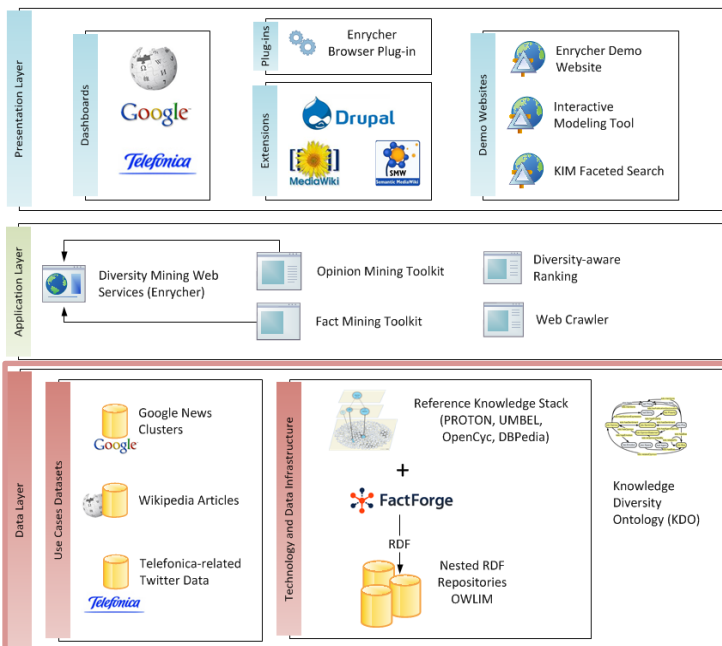 Presentation Layer
Dashboards
Google
Telefónica
Plug-ins
Enrycher
Browser Plug-in
Extensions
Drupal
MediaWiki
SMW
Semantic MediaWiki
Demo Websites
Enrycher Demo
Website
Interactive
Modeling Tool
KIM Faceted Search
Application Layer
Diversity Mining Web
Services (Enrycher)
Opinion Mining Toolkit
Fact Mining Toolkit
Diversity-aware
Ranking
Web Crawler
Data Layer
Use Cases Datasets
Google News
Clusters
Google
Wikipedia Articles
Telefonica-related
Twitter Data
Telefónica
Technology and Data Infrastructure
Reference Knowledge Stack
(PROTON, UMBEL,
OpenCyc, DBPedia)
+
FactForge
RDF
Nested RDF
Repositories
OWLIM
Knowledge
Diversity
Ontology (KDO)